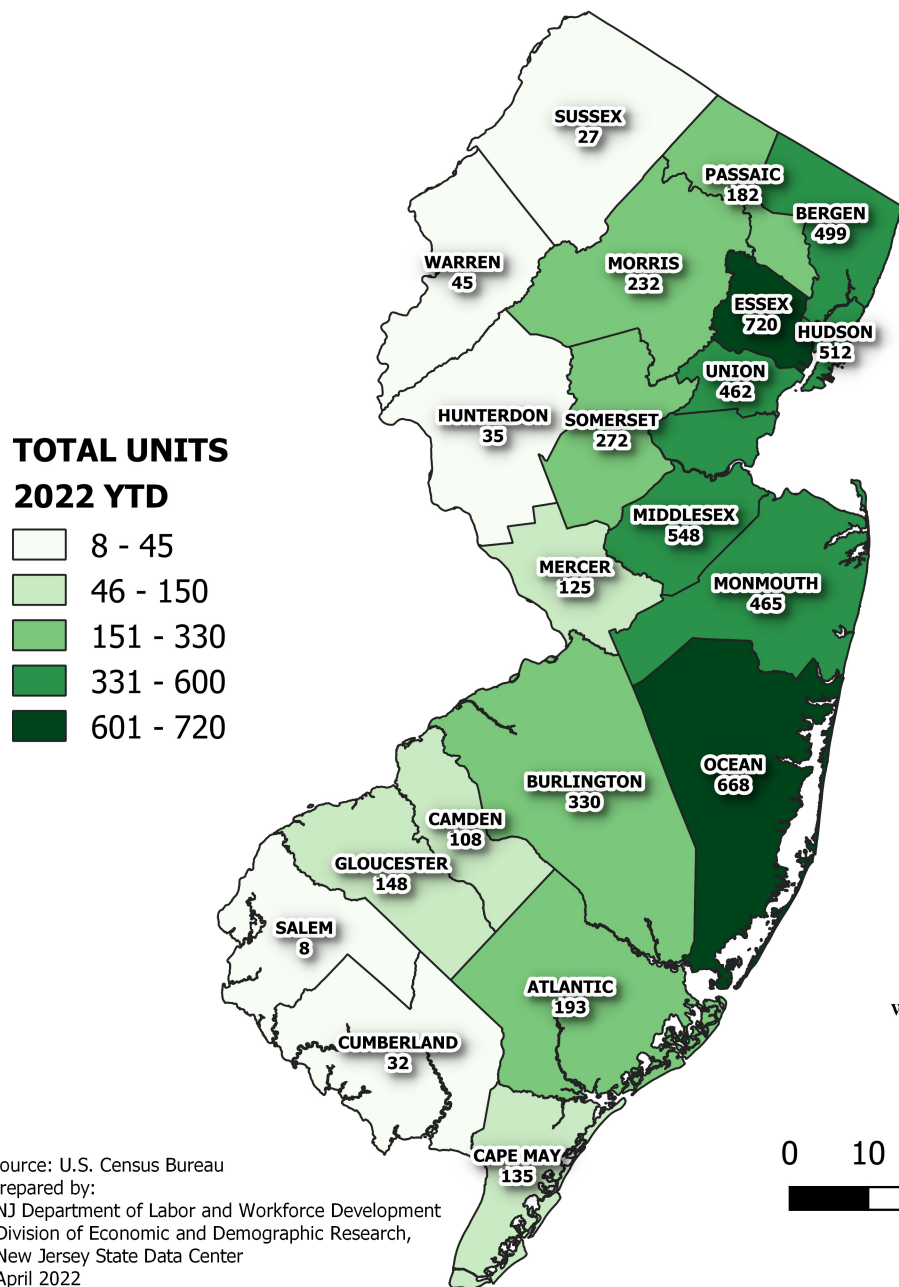 SUSSEX
27
PASSAIC
182
BERGEN
499
WARREN
45
MORRIS
232
ESSEX
720
HUDSON
512
UNION
462
HUNTERDON
35
SOMERSET
272
TOTAL UNITS
2022 YTD
8 - 45
46 - 150
151 - 330
331 - 600
601 - 720
MIDDLESEX
548
MERCER
125
MONMOUTH
465
OCEAN
668
BURLINGTON
330
CAMDEN
108
GLOUCESTER
148
SALEM
8
ATLANTIC
193
W
CUMBERLAND
32
CAPE MAY
135
0 10
ource: U.S. Census Bureau
repared by:
NJ Department of Labor and Workforce Development
Division of Economic and Demographic Research,
New Jersey State Data Center
April 2022